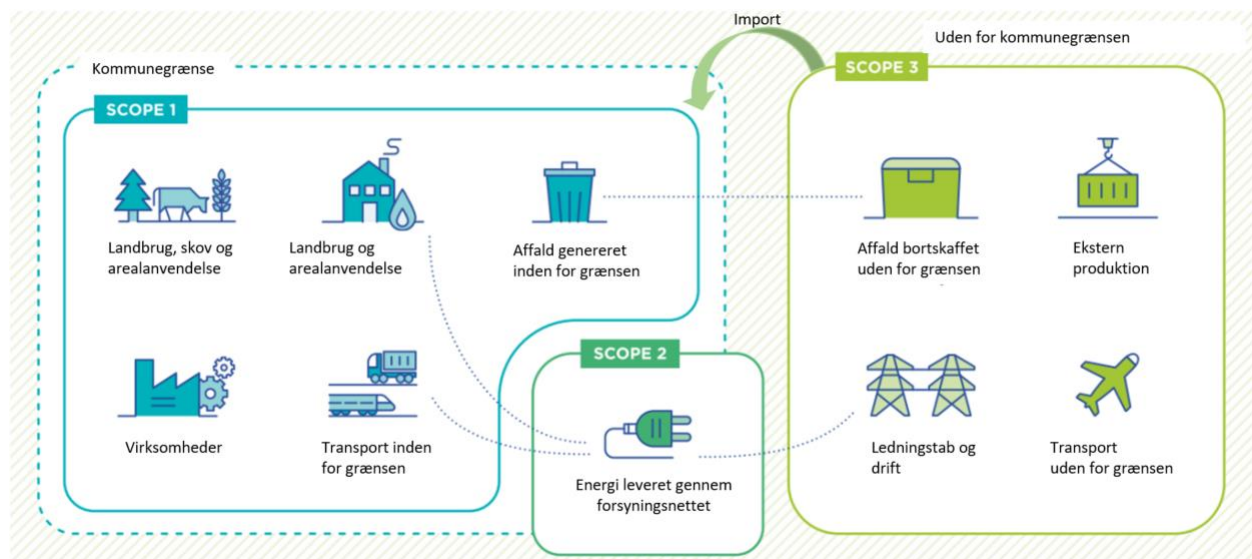 Import
Uden for kommunegrænsen
Kommunegrænse
SCOPE 3
SCOPE 1
Landbrug, skov og
arealanvendelse
Landbrug og
arealanvendelse
Affald genereret
inden for grænsen
Affald bortskaffet
uden for grænsen
Ekstern
produktion
SCOPE 2
Virksomheder
Transport inden
for grænsen
Energi leveret gennem
forsyningsnettet
Ledningstab og
drift
Transport
uden for grænsen